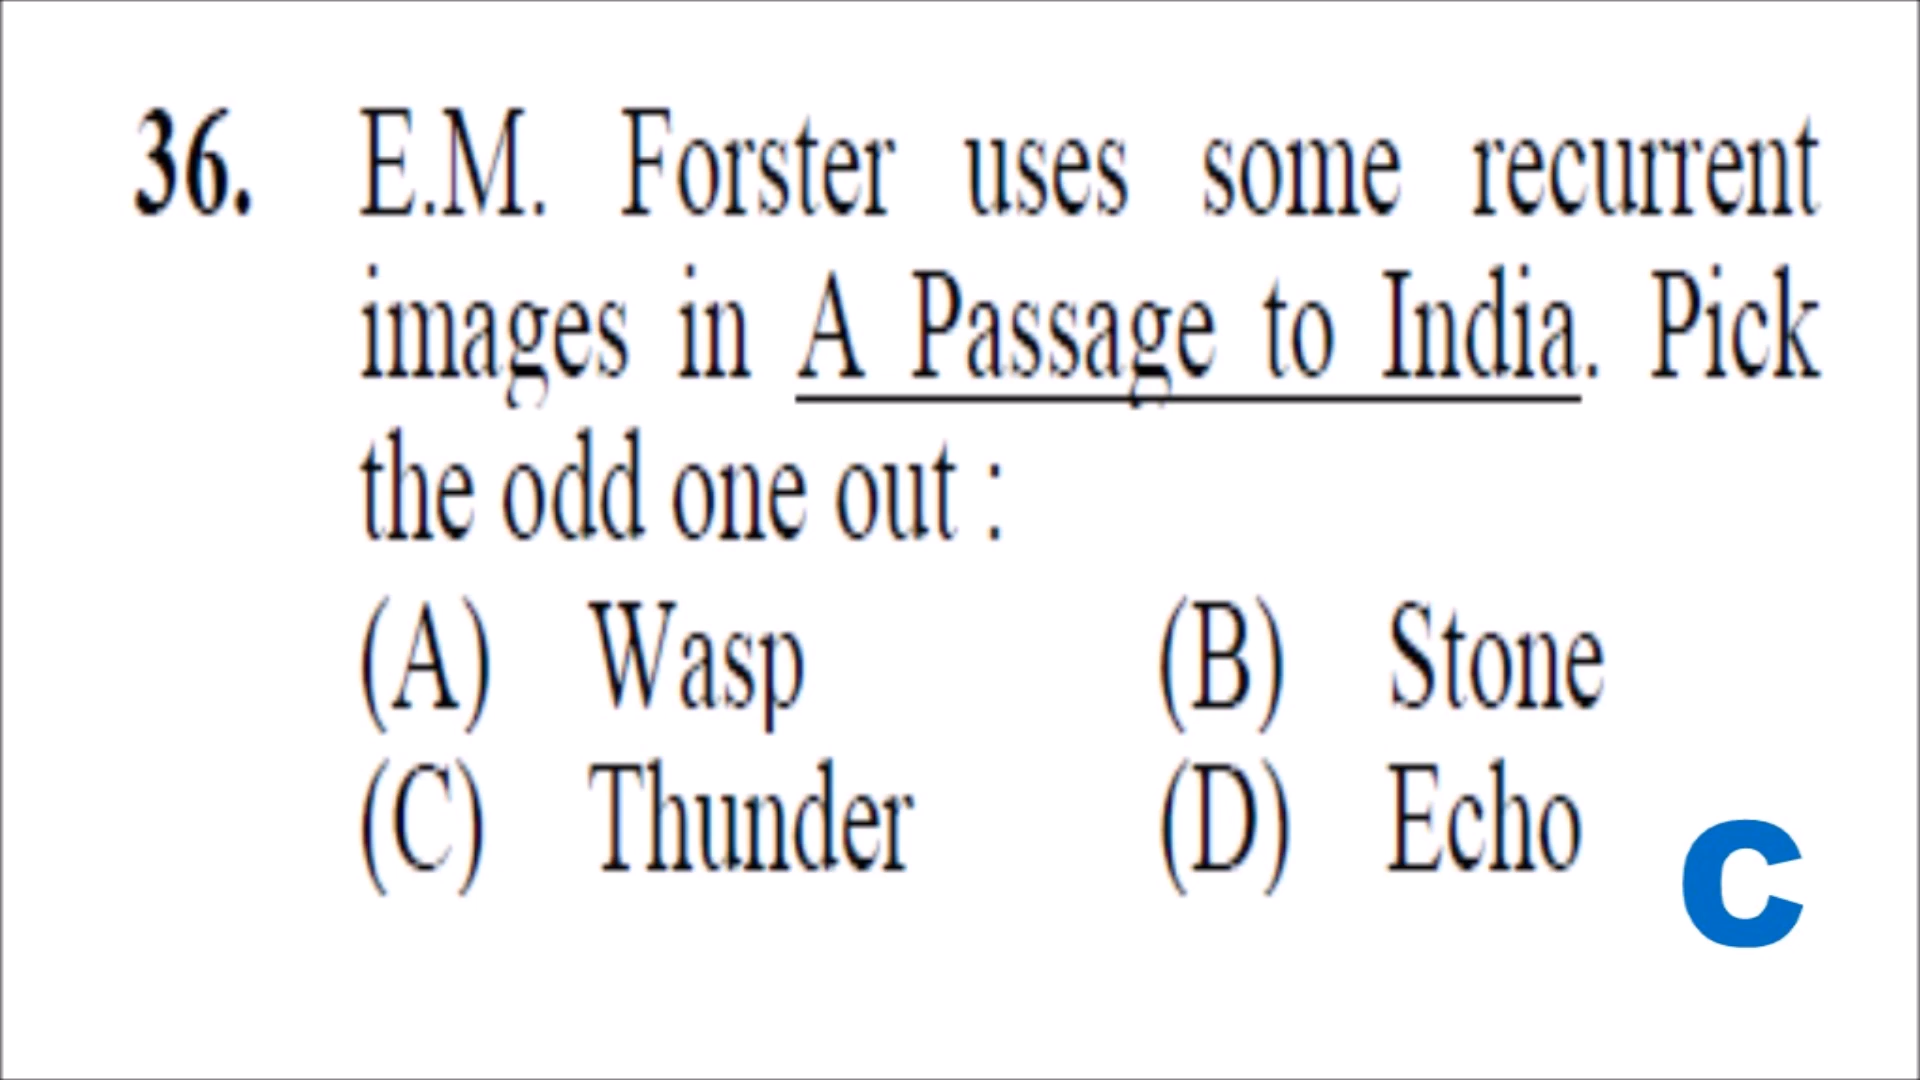 36. E.M. Forster uses some recurrent
images in A Passage to India. Pick
the odd one out :
(A) Wasp (B) Stone
(C) Thunder (D) Echo
C